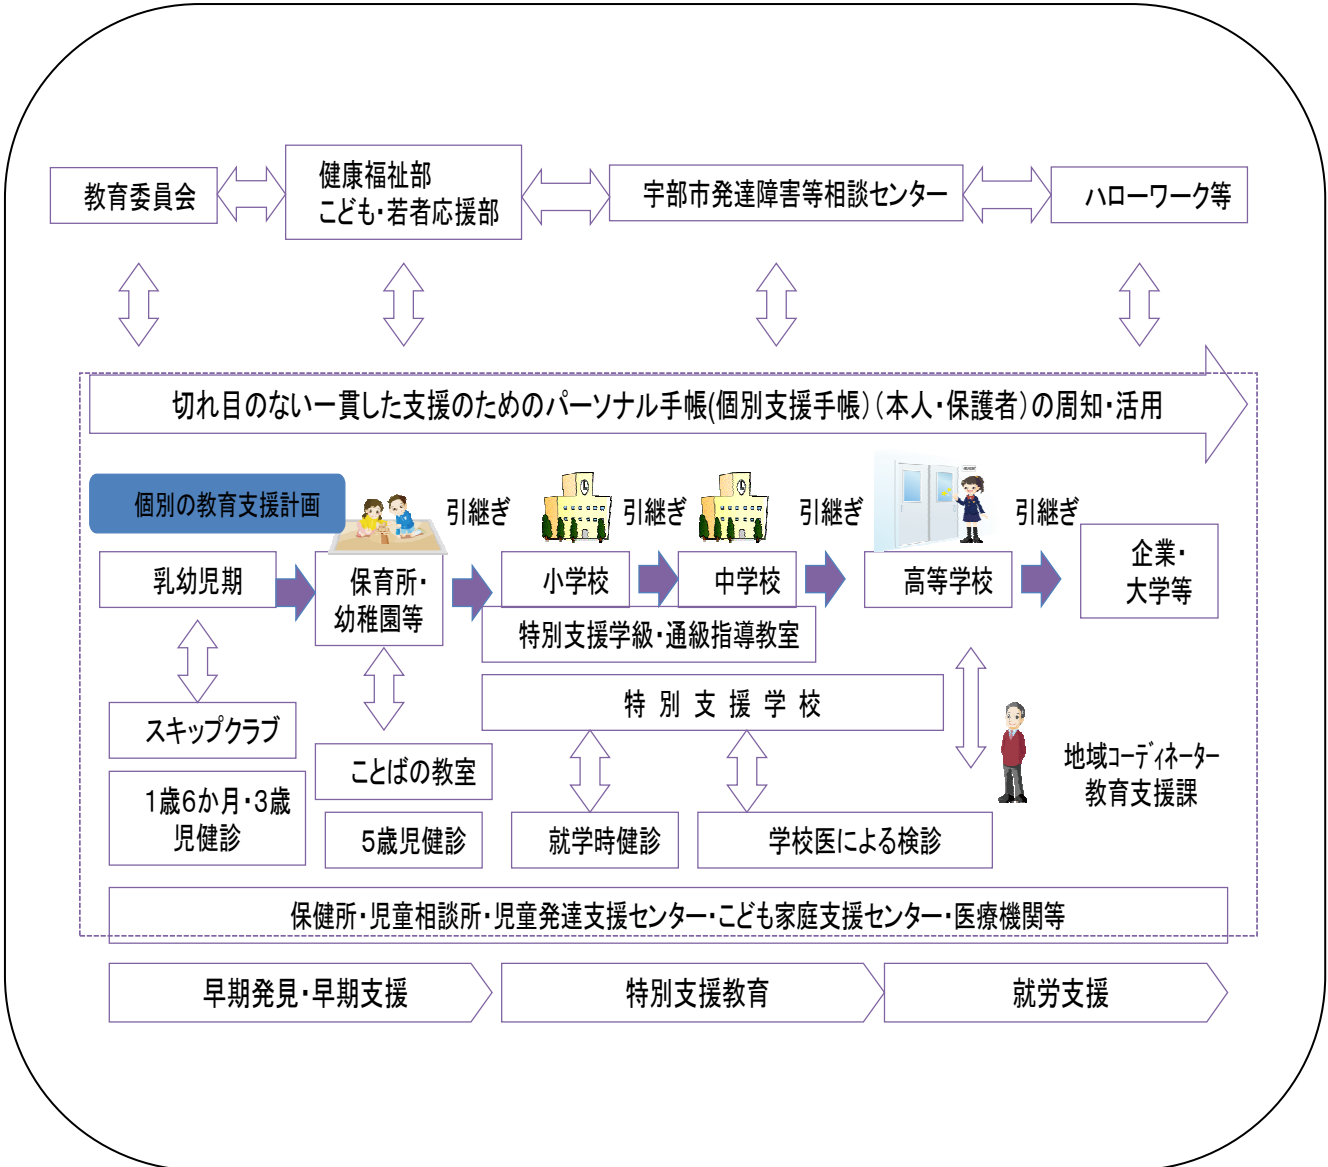 教育委員会
健康福祉部
こども・若者応援部
宇部市発達障害等相談センター
ハローワーク等
切れ目のない一貫した支援のためのパーソナル手帳(個別支援手帳)(本人・保護者)の周知・活用
個別の教育支援計画
引継ぎ
引継ぎ
引継ぎ
引継ぎ
乳幼児期
保育所・
幼稚園等
小学校
中学校
高等学校
企業・
大学等
特別支援学級・通級指導教室
特別支援学校
スキップクラブ
ことばの教室
地域コーディネーター
教育支援課
1歳6か月・3歳
児健診
5歳児健診
就学時健診
学校医による検診
保健所・児童相談所・児童発達支援センター・こども家庭支援センター・医療機関等
早期発見・早期支援
特別支援教育
就労支援